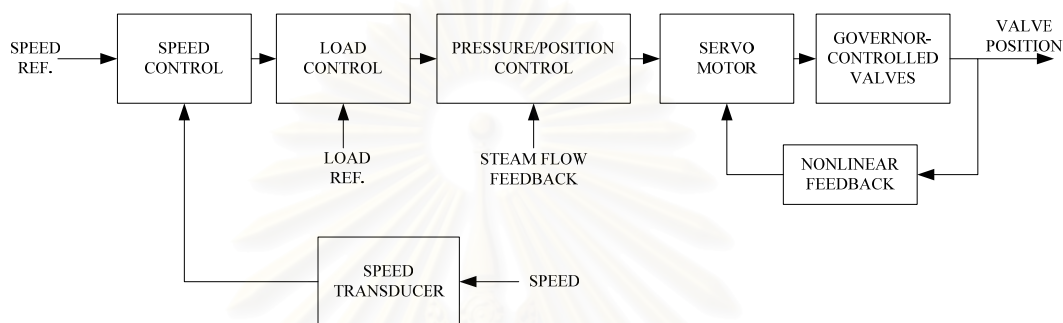 SPEED
REF.
SPEED
CONTROL
LOAD
CONTROL
PRESSURE/POSITION
CONTROL
SERVO
MOTOR
GOVERNOR-
CONTROLLED
VALVES
VALVE
POSITION
LOAD
REF.
STEAM FLOW
FEEDBACK
NONLINEAR
FEEDBACK
SPEED
TRANSDUCER
SPEED